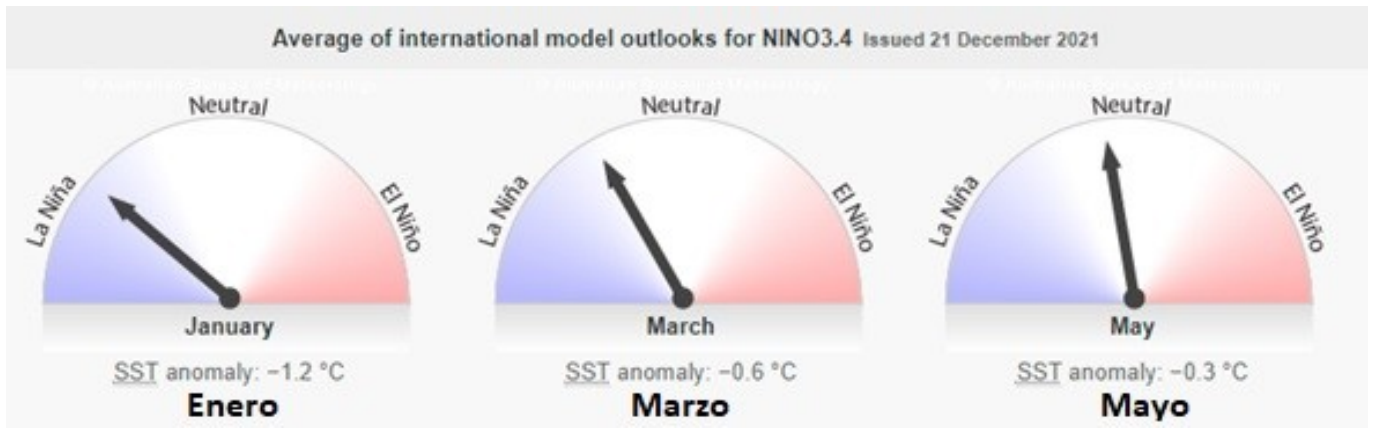 Average of international model outlooks for NINO3.4 Issued 21 December 2021
Neutral
La Niña
El Niño
January
SST anomaly: −1.2 °C
Enero
Neutral
La Niña
El Niño
March
SST anomaly: −0.6 °C
Marzo
Neutral
La Niña
El Niño
May
SST anomaly: −0.3 °C
Mayo